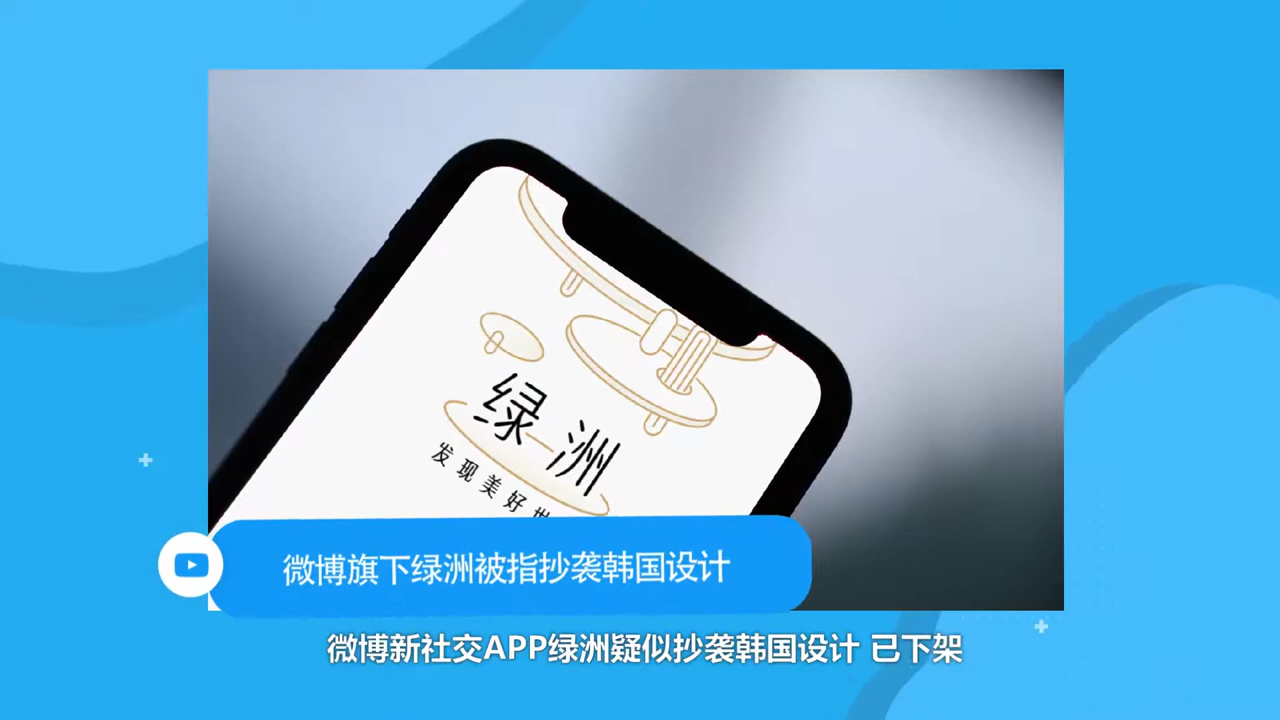 绿洲
发现美好世
微博旗下绿洲被指抄袭韩国设计
微博新社交APP绿洲疑似抄袭韩国设计 已下架